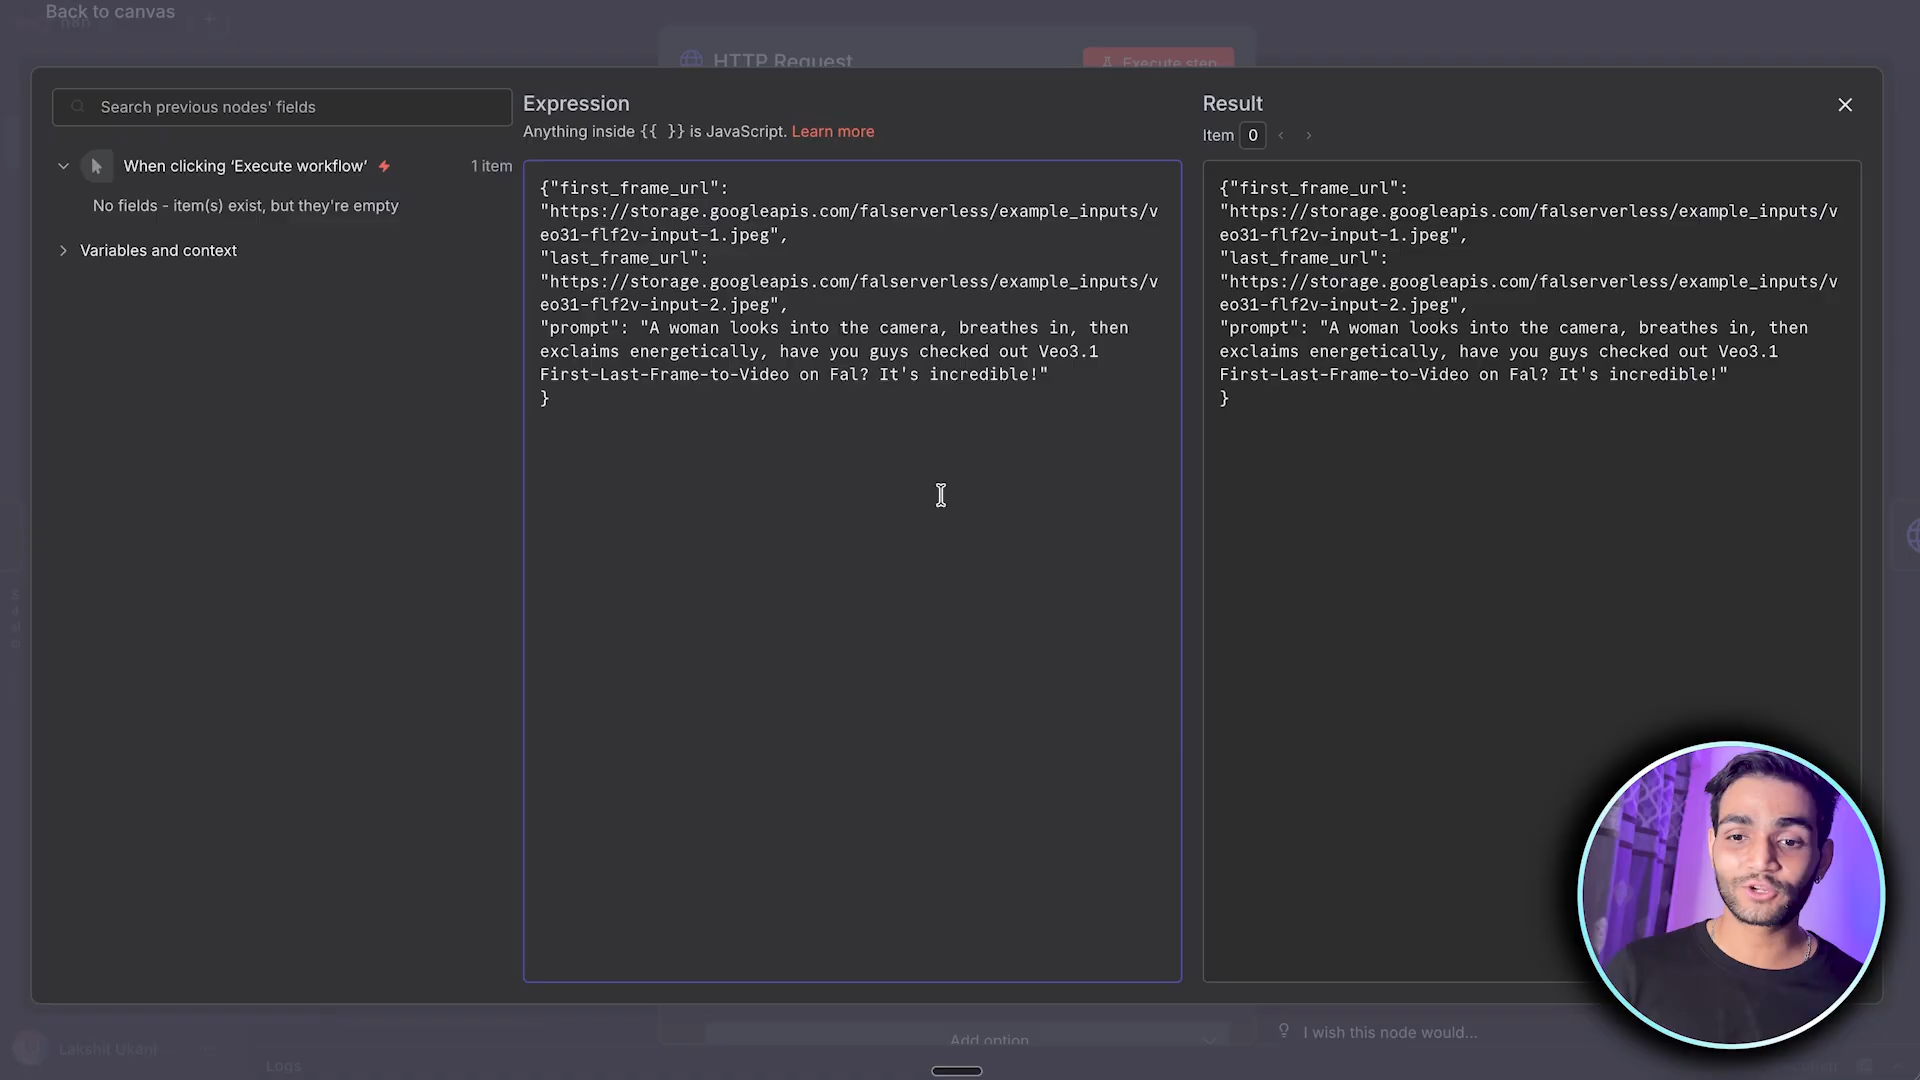 Back to canvas
HTTP Request
Execute step
Search previous nodes' fields
When clicking ‘Execute workflow’
1 item
No fields - item(s) exist, but they're empty
Variables and context
Expression
Anything inside {{ }} is JavaScript. Learn more
{"first_frame_url":
"https://storage.googleapis.com/falserverless/example_inputs/v
eo31-flf2v-input-1.jpeg",
"last_frame_url":
"https://storage.googleapis.com/falserverless/example_inputs/v
eo31-flf2v-input-2.jpeg",
"prompt": "A woman looks into the camera, breathes in, then
exclaims energetically, have you guys checked out Veo3.1
First-Last-Frame-to-Video on Fal? It's incredible!"
}
Result
Item 0
{"first_frame_url":
"https://storage.googleapis.com/falserverless/example_inputs/v
eo31-flf2v-input-1.jpeg",
"last_frame_url":
"https://storage.googleapis.com/falserverless/example_inputs/v
eo31-flf2v-input-2.jpeg",
"prompt": "A woman looks into the camera, breathes in, then
exclaims energetically, have you guys checked out Veo3.1
First-Last-Frame-to-Video on Fal? It's incredible!"
}
Add option
I wish this node would...
Lakshit Ukani
Logs